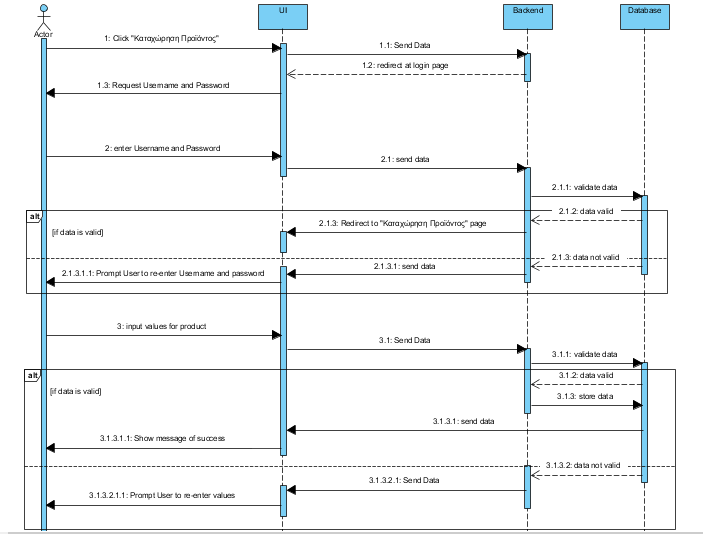 UI
Backend
Database
Actor
1: Click "Καταχώρηση Προϊόντος"
1.1: Send Data
1.2: redirect at login page
1.3: Request Username and Password
2: enter Username and Password
2.1: send data
2.1.1: validate data
alt
2.1.2: data valid
[if data is valid]
2.1.3: Redirect to "Καταχώρηση Προϊόντος" page
2.1.3: data not valid
2.1.3.1: send data
2.1.3.1.1: Prompt User to re-enter Username and password
3: input values for product
3.1: Send Data
3.1.1: validate data
alt
3.1.2: data valid
[if data is valid]
3.1.3: store data
3.1.3.1: send data
3.1.3.1.1: Show message of success
3.1.3.2: data not valid
3.1.3.2.1: Send Data
3.1.3.2.1.1: Prompt User to re-enter values